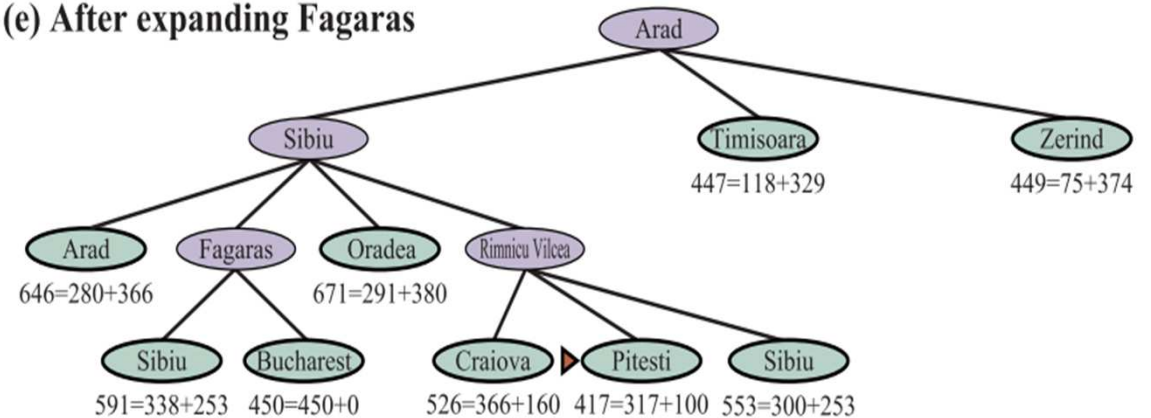 (e) After expanding Fagaras
Arad
Sibiu
Timisoara
Zerind
447=118+329
449=75+374
Arad
Fagaras
Oradea
Rimnicu Vilcea
646=280+366
671=291+380
Sibiu
Bucharest
Craiova
Pitesti
Sibiu
591=338+253
450=450+0
526=366+160
417=317+100
553=300+253